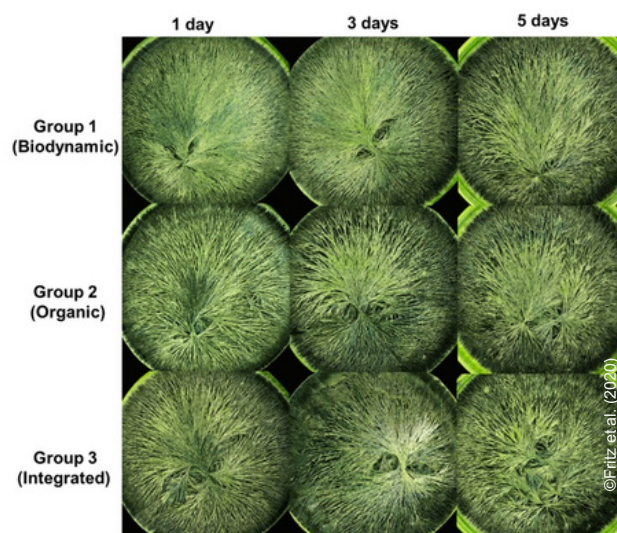 1 day 3 days 5 days
Group 1
(Biodynamic)
Group 2
(Organic)
Group 3
(Integrated)
©Fritz et al. (2020)